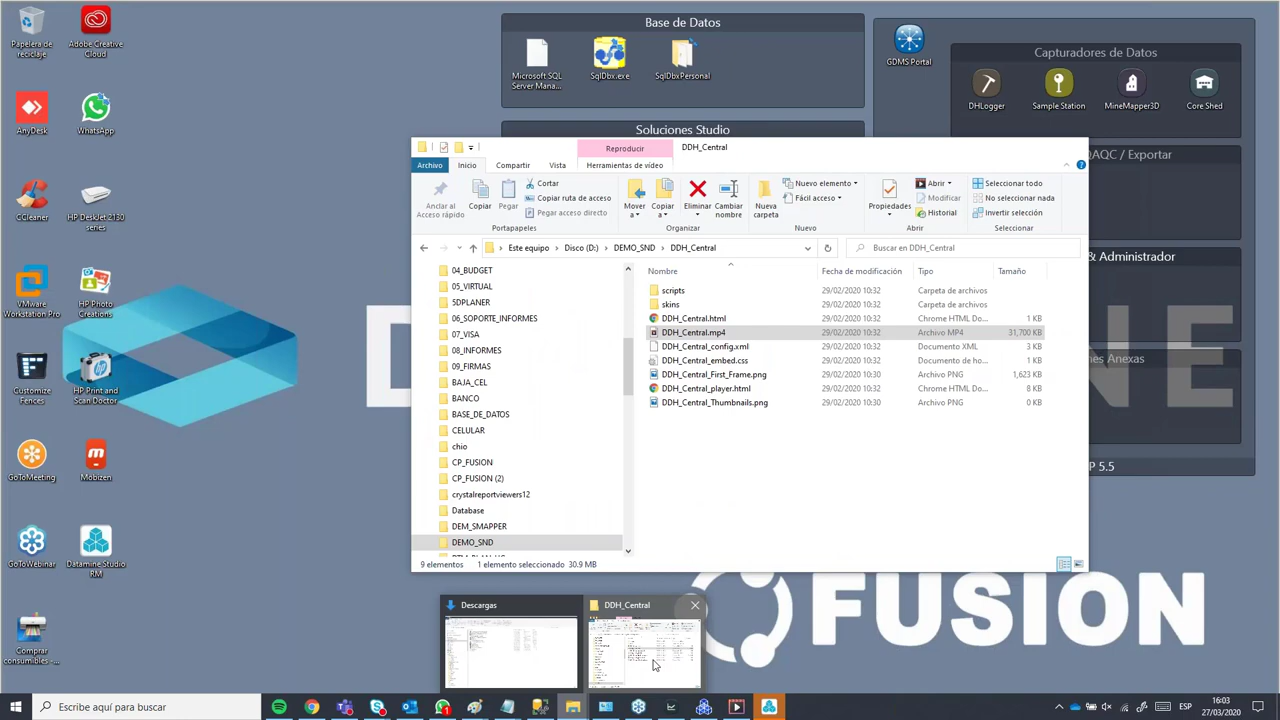 Papelera de
reciclaje
Adobe Creative
Cloud
AnyDesk
WhatsApp
CCleaner
HP DeskJet 2130
series
VMware
Workstation Pro
HP Photo
Creations
Customize
Fences
HP Print and
Scan Doctor
GoToMeeting
Mobizen
GoToWebinar
Datamine Studio
RM
Comprar
consumibles -...
Base de Datos
Microsoft SQL
Server Mana...
SqlDbx.exe
SqlDbxPersonal
Soluciones Studio
GDMS Portal
Capturadores de Datos
DHLogger
Sample Station
MineMapper3D
Core Shed
QAQC / Exportar
& Administrador
nes Anexas
P 5.5
Reproducir
DDH_Central
Archivo
Inicio
Compartir
Vista
Herramientas de vídeo
Anclar al
Acceso rápido
Copiar
Pegar
Cortar
Copiar ruta de acceso
Pegar acceso directo
Portapapeles
Mover
a
Copiar
a
Eliminar
Cambiar
nombre
Organizar
Nueva
carpeta
Nuevo elemento
Fácil acceso
Nuevo
Propiedades
Abrir
Modificar
Historial
Abrir
Seleccionar todo
No seleccionar nada
Invertir selección
Seleccionar
Este equipo > Disco (D:) > DEMO_SND > DDH_Central
Buscar en DDH_Central
04_BUDGET
05_VIRTUAL
5DPLANER
06_SOPORTE_INFORMES
07_VISA
08_INFORMES
09_FIRMAS
BAJA_CEL
BANCO
BASE_DE_DATOS
CELULAR
chio
CP_FUSION
CP_FUSION (2)
crystalreportviewers12
Database
DEM_SMAPPER
DEMO_SND
Nombre Fecha de modificación Tipo Tamaño
scripts 29/02/2020 10:32 Carpeta de archivos
skins 29/02/2020 10:32 Carpeta de archivos
DDH_Central.html 29/02/2020 10:32 Chrome HTML Do... 1 KB
DDH_Central.mp4 29/02/2020 10:32 Archivo MP4 31,700 KB
DDH_Central_config.xml 29/02/2020 10:32 Documento XML 3 KB
DDH_Central_embed.css 29/02/2020 10:32 Documento de ho... 1 KB
DDH_Central_First_Frame.png 29/02/2020 10:30 Archivo PNG 1,623 KB
DDH_Central_player.html 29/02/2020 10:32 Chrome HTML Do... 8 KB
DDH_Central_Thumbnails.png 29/02/2020 10:30 Archivo PNG 0 KB
9 elementos 1 elemento seleccionado 30.9 MB
FUSION
Descargas
DDH_Central
Escribe aquí para buscar
ESP
16:03
27/03/2020